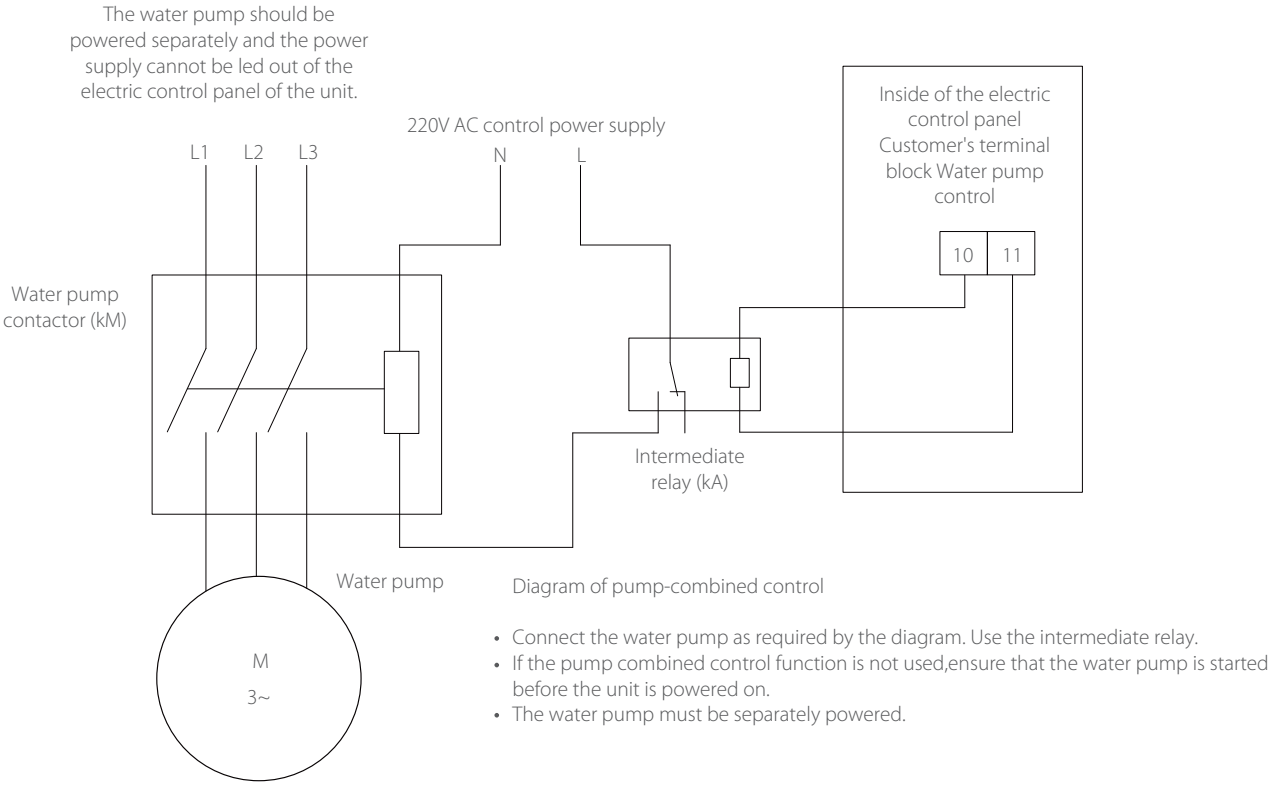 The water pump should be
powered separately and the power
supply cannot be led out of the
electric control panel of the unit.
220V AC control power supply
L1 L2 L3
N L
Inside of the electric
control panel
Customer's terminal
block Water pump
control
10 11
Water pump
contactor (kM)
Intermediate
relay (kA)
Water pump
M
3~
Diagram of pump-combined control
• Connect the water pump as required by the diagram. Use the intermediate relay.
• If the pump combined control function is not used,ensure that the water pump is started
before the unit is powered on.
• The water pump must be separately powered.